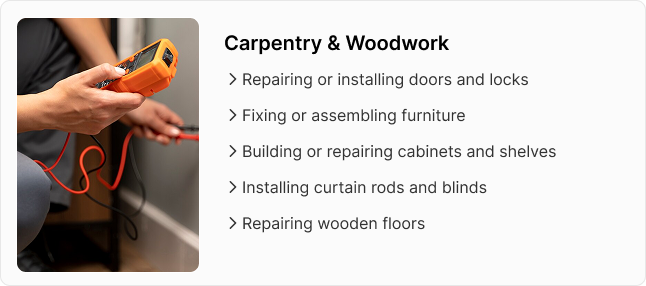 Carpentry & Woodwork
Repairing or installing doors and locks
Fixing or assembling furniture
Building or repairing cabinets and shelves
Installing curtain rods and blinds
Repairing wooden floors